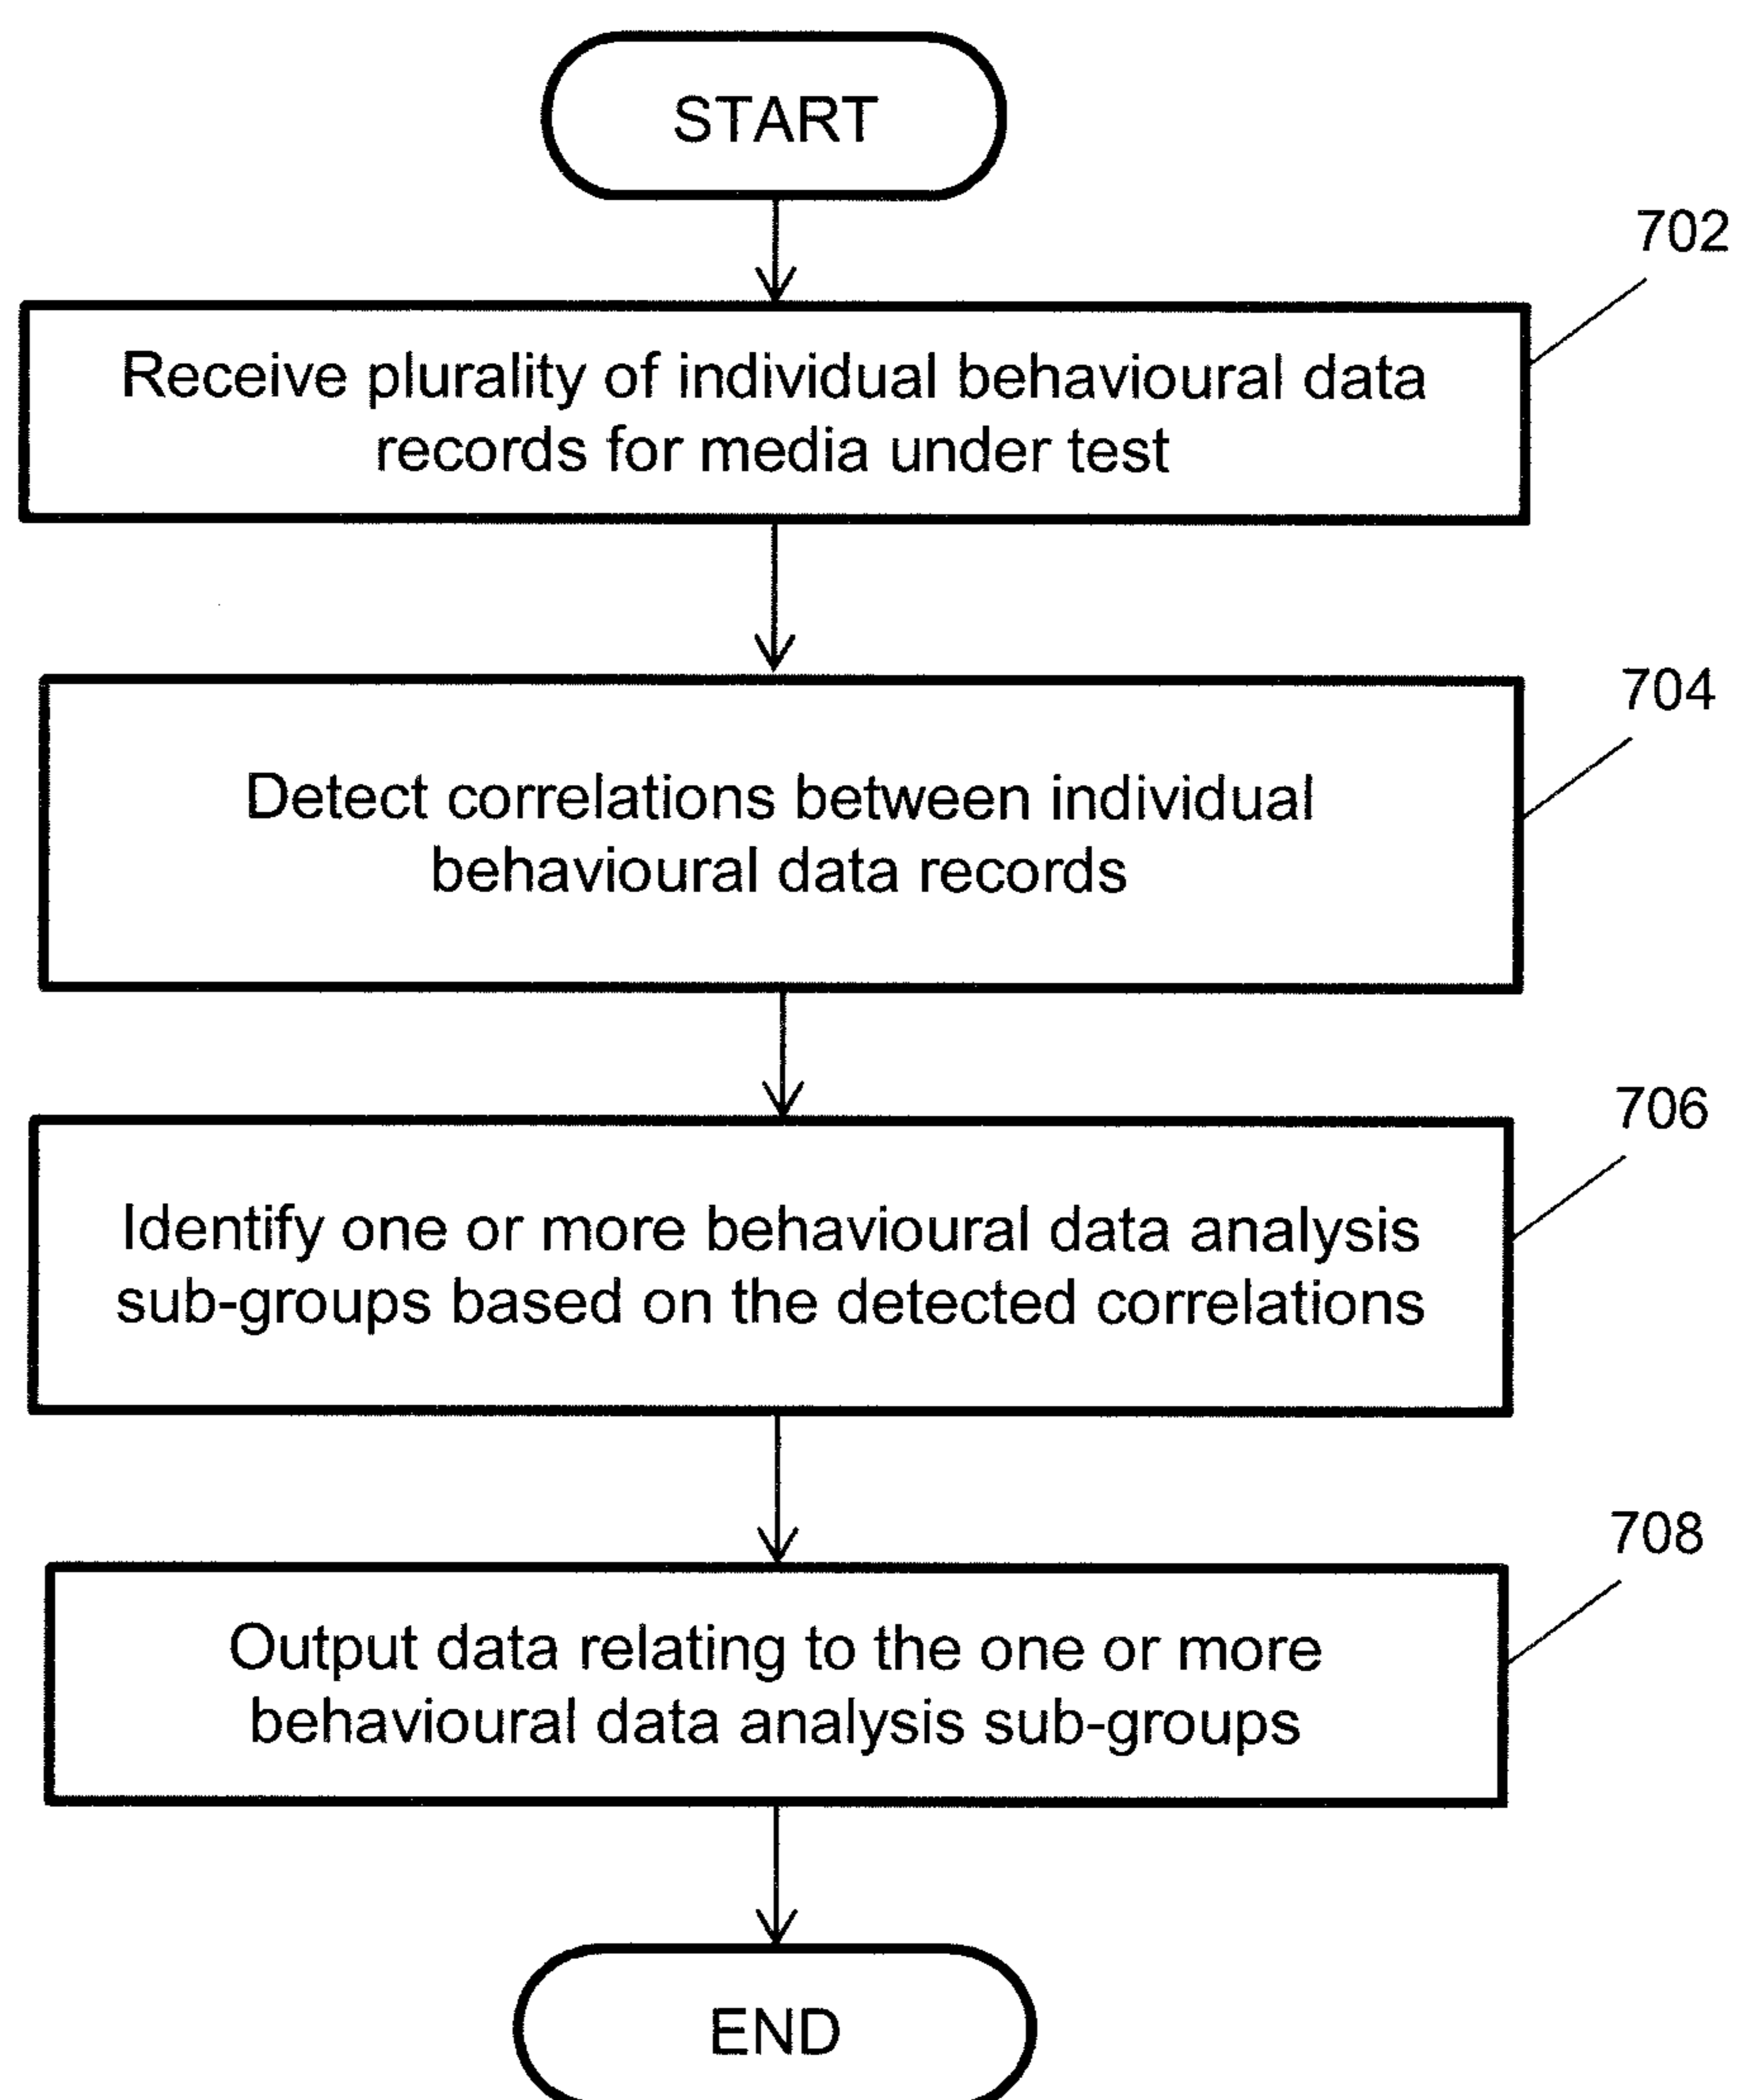 START
702
Receive plurality of individual behavioural data
records for media under test
704
Detect correlations between individual
behavioural data records
706
Identify one or more behavioural data analysis
sub-groups based on the detected correlations
708
Output data relating to the one or more
behavioural data analysis sub-groups
END